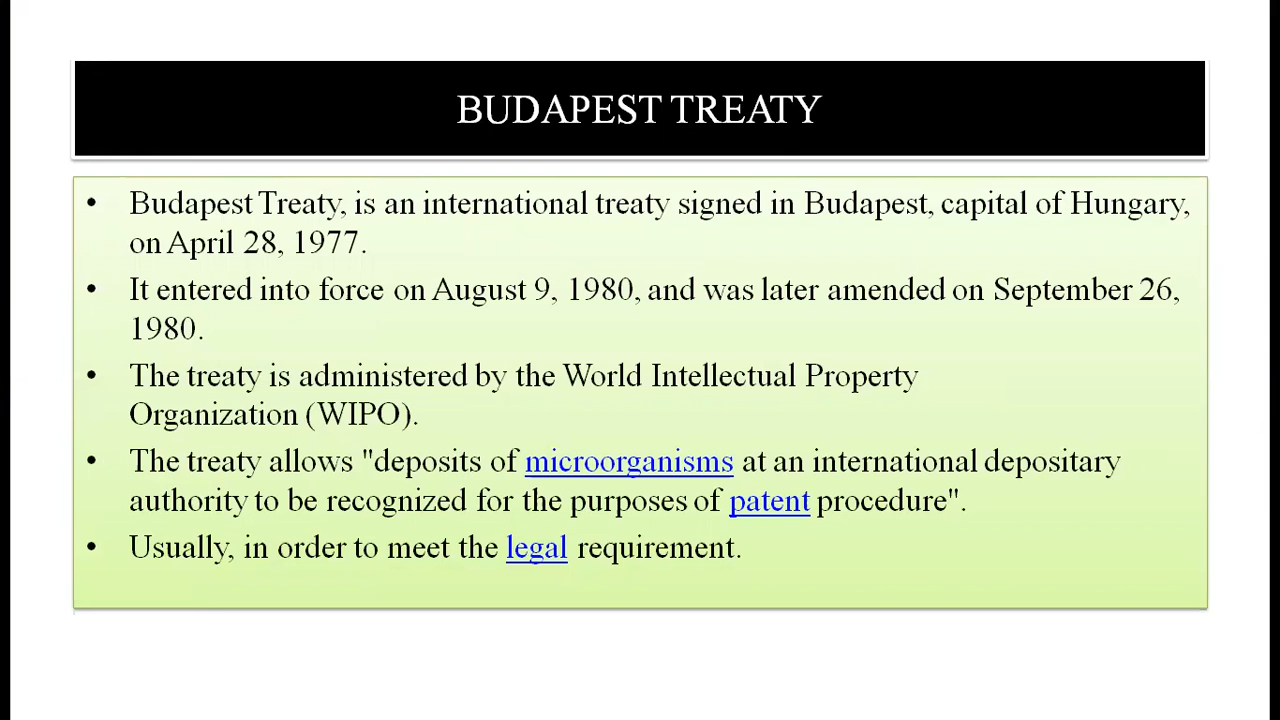 BUDAPEST TREATY
• Budapest Treaty, is an international treaty signed in Budapest, capital of Hungary,
on April 28, 1977.
• It entered into force on August 9, 1980, and was later amended on September 26,
1980.
• The treaty is administered by the World Intellectual Property
Organization (WIPO).
• The treaty allows "deposits of microorganisms at an international depositary
authority to be recognized for the purposes of patent procedure".
• Usually, in order to meet the legal requirement.